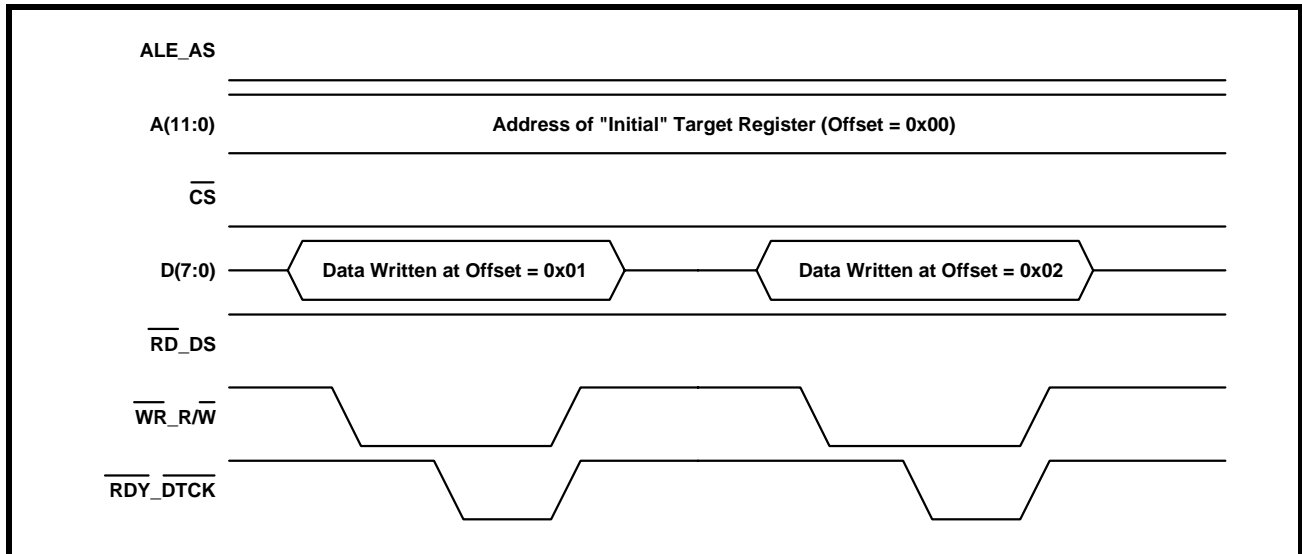 ALE_AS
A(11:0) Address of "Initial" Target Register (Offset = 0x00)
CS
D(7:0) Data Written at Offset = 0x01 Data Written at Offset = 0x02
RD_DS
WR_R/W
RDY_DTCK